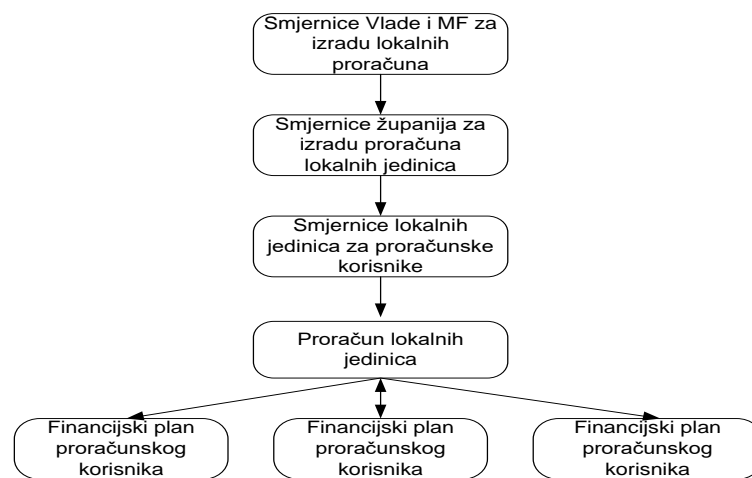 Smjernice Vlade i MF za
izradu lokalnih
proračuna
Smjernice županija za
izradu proračuna
lokalnih jedinica
Smjernice lokalnih
jedinica za proračunske
korisnike
Proračun lokalnih
jedinica
Financijski plan
proračunskog
korisnika
Financijski plan
proračunskog
korisnika
Financijski plan
proračunskog
korisnika